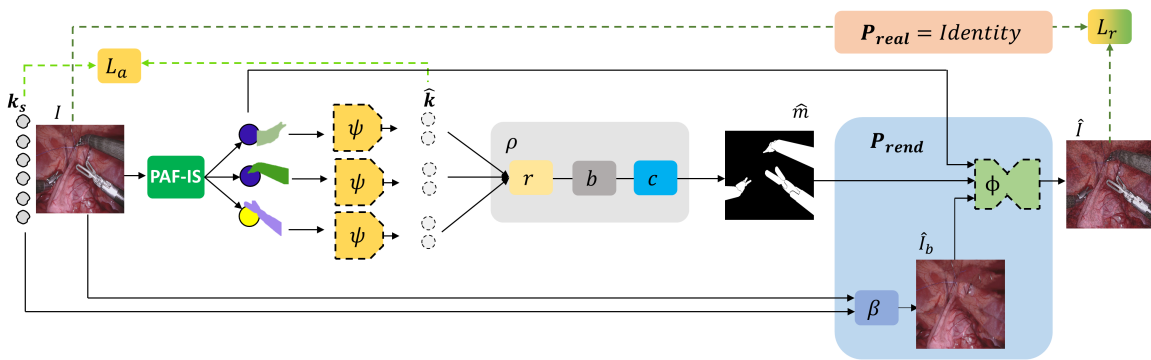 P_real = Identity
L_r
L_a
k_s
I
k̂
PAF-IS
ψ
ψ
ψ
ρ
r
b
c
m̂
P_rend
ϕ
Î
Î_b
β